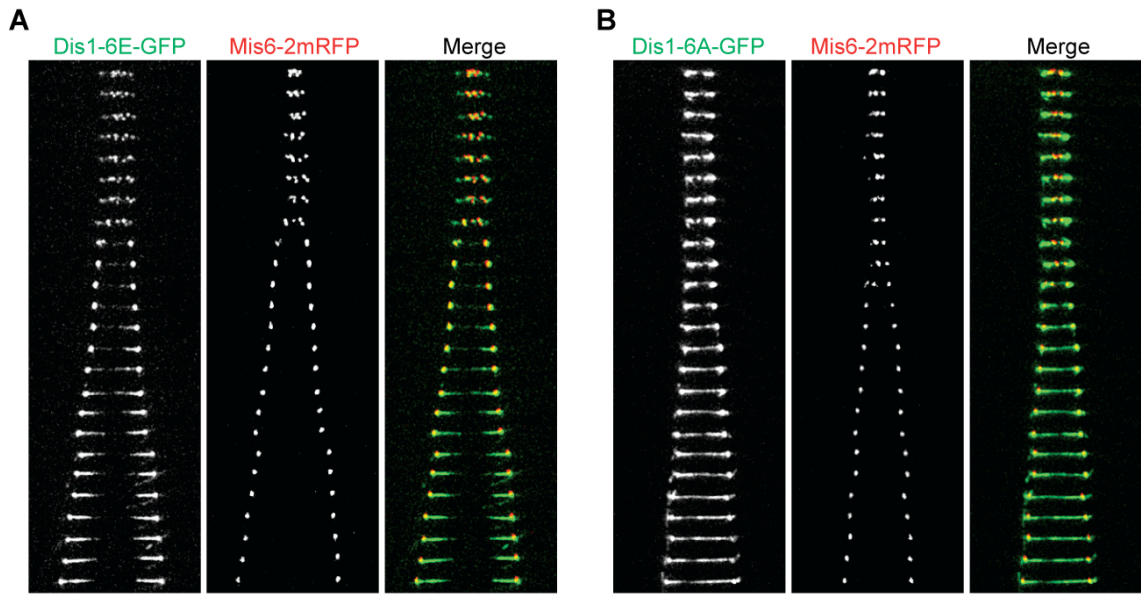 A
Dis1-6E-GFP Mis6-2mRFP Merge
B
Dis1-6A-GFP Mis6-2mRFP Merge